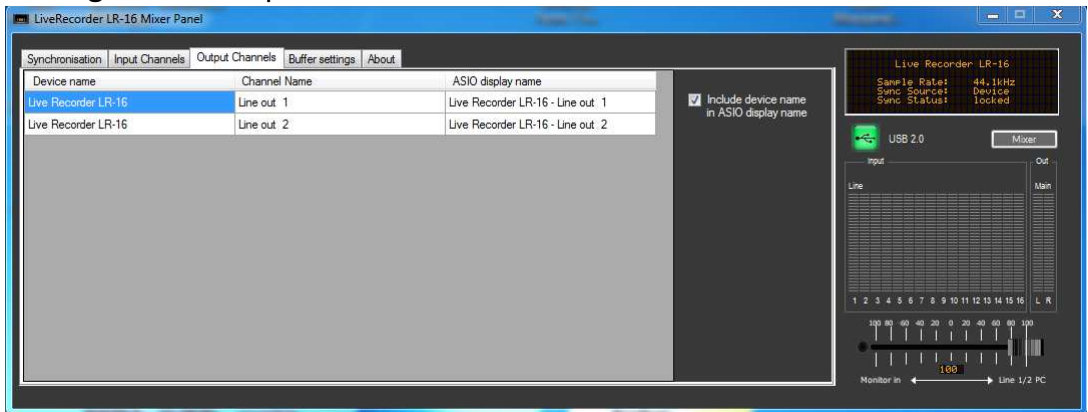 LiveRecorder LR-16 Mixer Panel
Synchronisation Input Channels Output Channels Buffer settings About
Device name Channel Name ASIO display name
Live Recorder LR-16 Line out 1 Live Recorder LR-16 - Line out 1
Live Recorder LR-16 Line out 2 Live Recorder LR-16 - Line out 2
Include device name
in ASIO display name
Live Recorder LR-16
Sample Rate: 44.1kHz
Sync Source: Device
Sync Status: locked
USB 2.0 Mixer
Input Out
Line Main
1 2 3 4 5 6 7 8 9 10 11 12 13 14 15 16 L R
100 80 60 40 20 0 20 40 60 80 100
100
Monitor in Line 1/2 PC